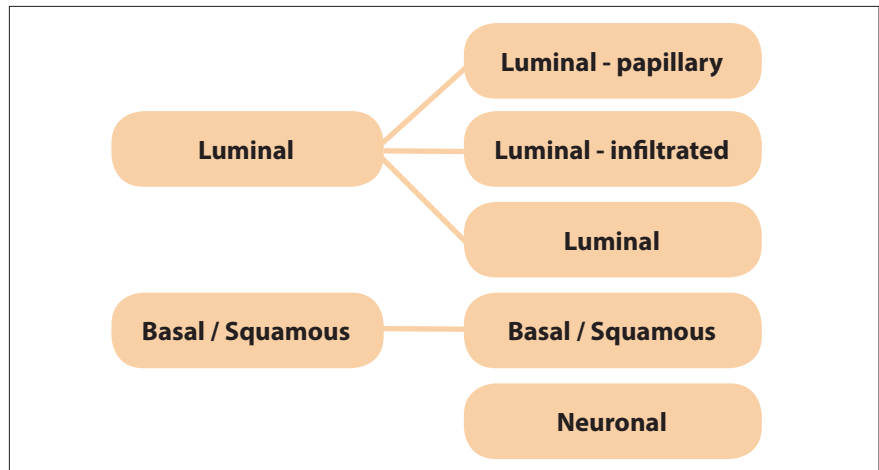 Luminal - papillary
Luminal
Luminal - infiltrated
Luminal
Basal / Squamous
Basal / Squamous
Neuronal